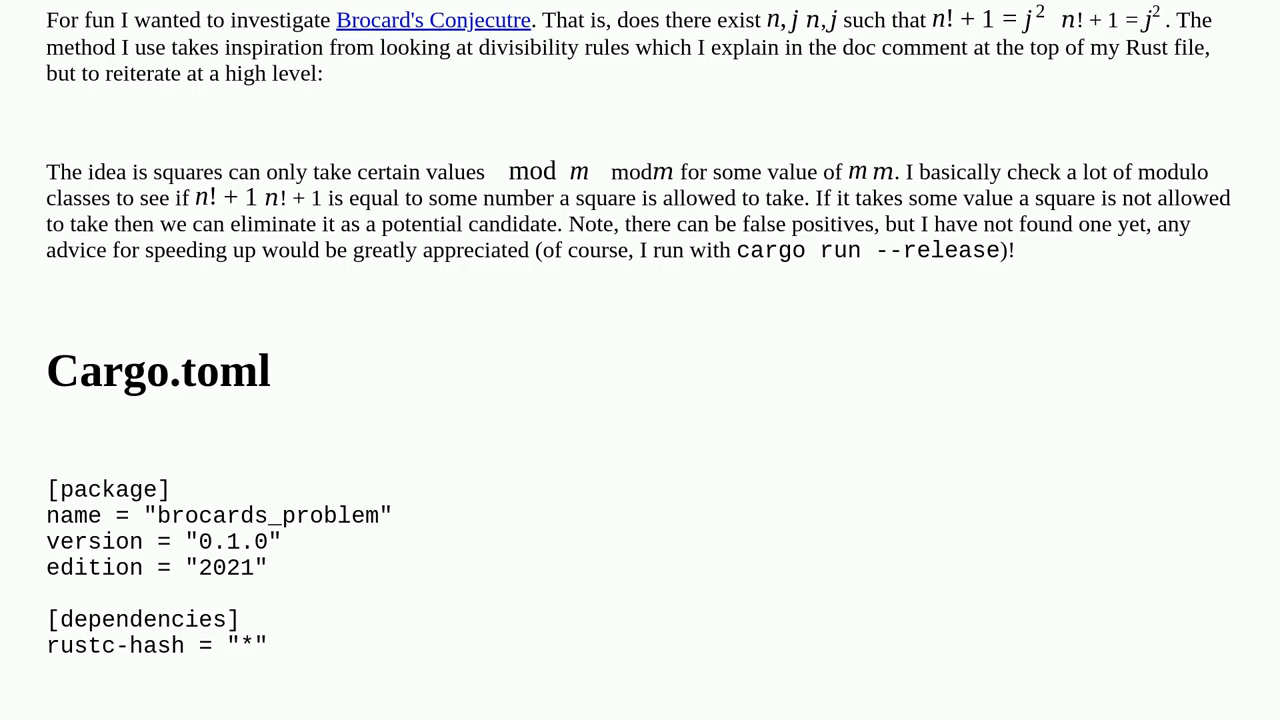 For fun I wanted to investigate Brocard's Conjecutre. That is, does there exist n, j n,j such that n! + 1 = j² n! + 1 = j². The
method I use takes inspiration from looking at divisibility rules which I explain in the doc comment at the top of my Rust file,
but to reiterate at a high level:
The idea is squares can only take certain values mod m modm for some value of m m. I basically check a lot of modulo
classes to see if n! + 1 n! + 1 is equal to some number a square is allowed to take. If it takes some value a square is not allowed
to take then we can eliminate it as a potential candidate. Note, there can be false positives, but I have not found one yet, any
advice for speeding up would be greatly appreciated (of course, I run with cargo run --release)!
Cargo.toml
[package]
name = "brocards_problem"
version = "0.1.0"
edition = "2021"
[dependencies]
rustc-hash = "*"